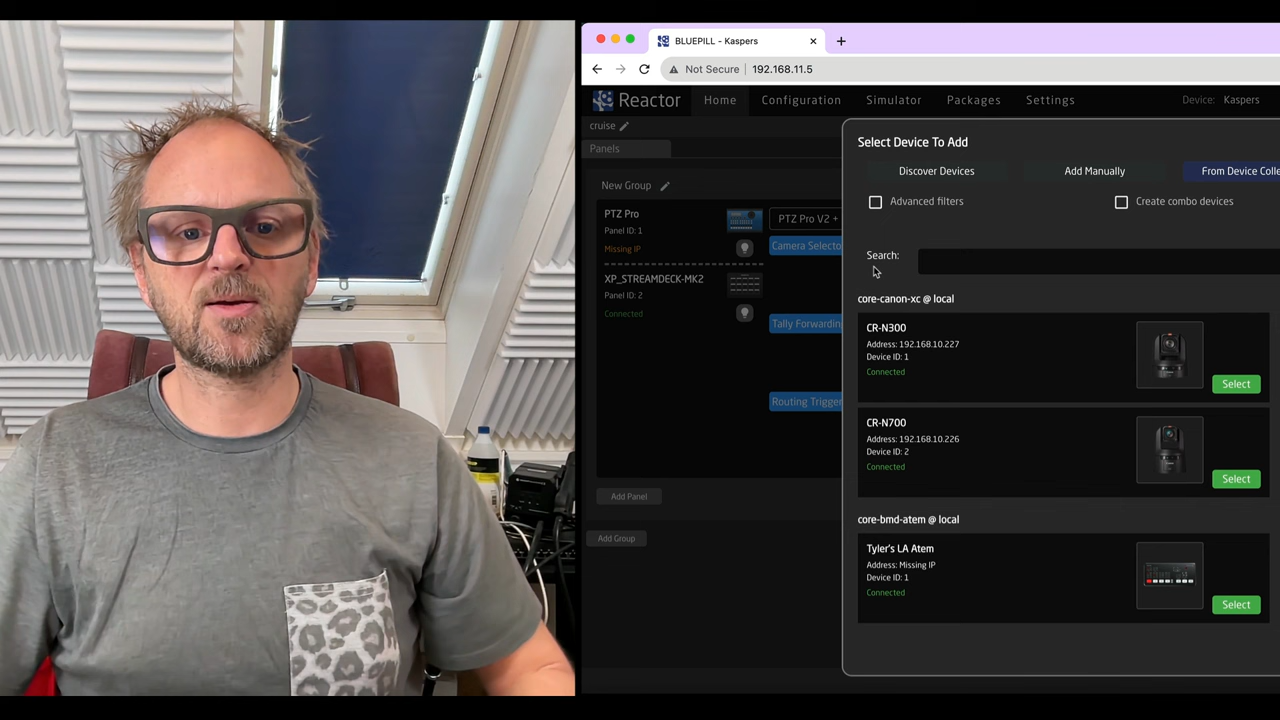 BLUEPILL - Kaspers
Not Secure
192.168.11.5
Reactor
Home
Configuration
Simulator
Packages
Settings
Device:
Kaspers
cruise
Panels
New Group
PTZ Pro
Panel ID: 1
Missing IP
XP_STREAMDECK-MK2
Panel ID: 2
Connected
PTZ Pro V2 +
Camera Selecto
Tally Forwardin
Routing Trigger
Add Panel
Add Group
Select Device To Add
Discover Devices
Add Manually
From Device Colle
Advanced filters
Create combo devices
Search:
core-canon-xc @ local
CR-N300
Address: 192.168.10.227
Device ID: 1
Connected
Select
CR-N700
Address: 192.168.10.226
Device ID: 2
Connected
Select
core-bmd-atem @ local
Tyler's LA Atem
Address: Missing IP
Device ID: 1
Connected
Select